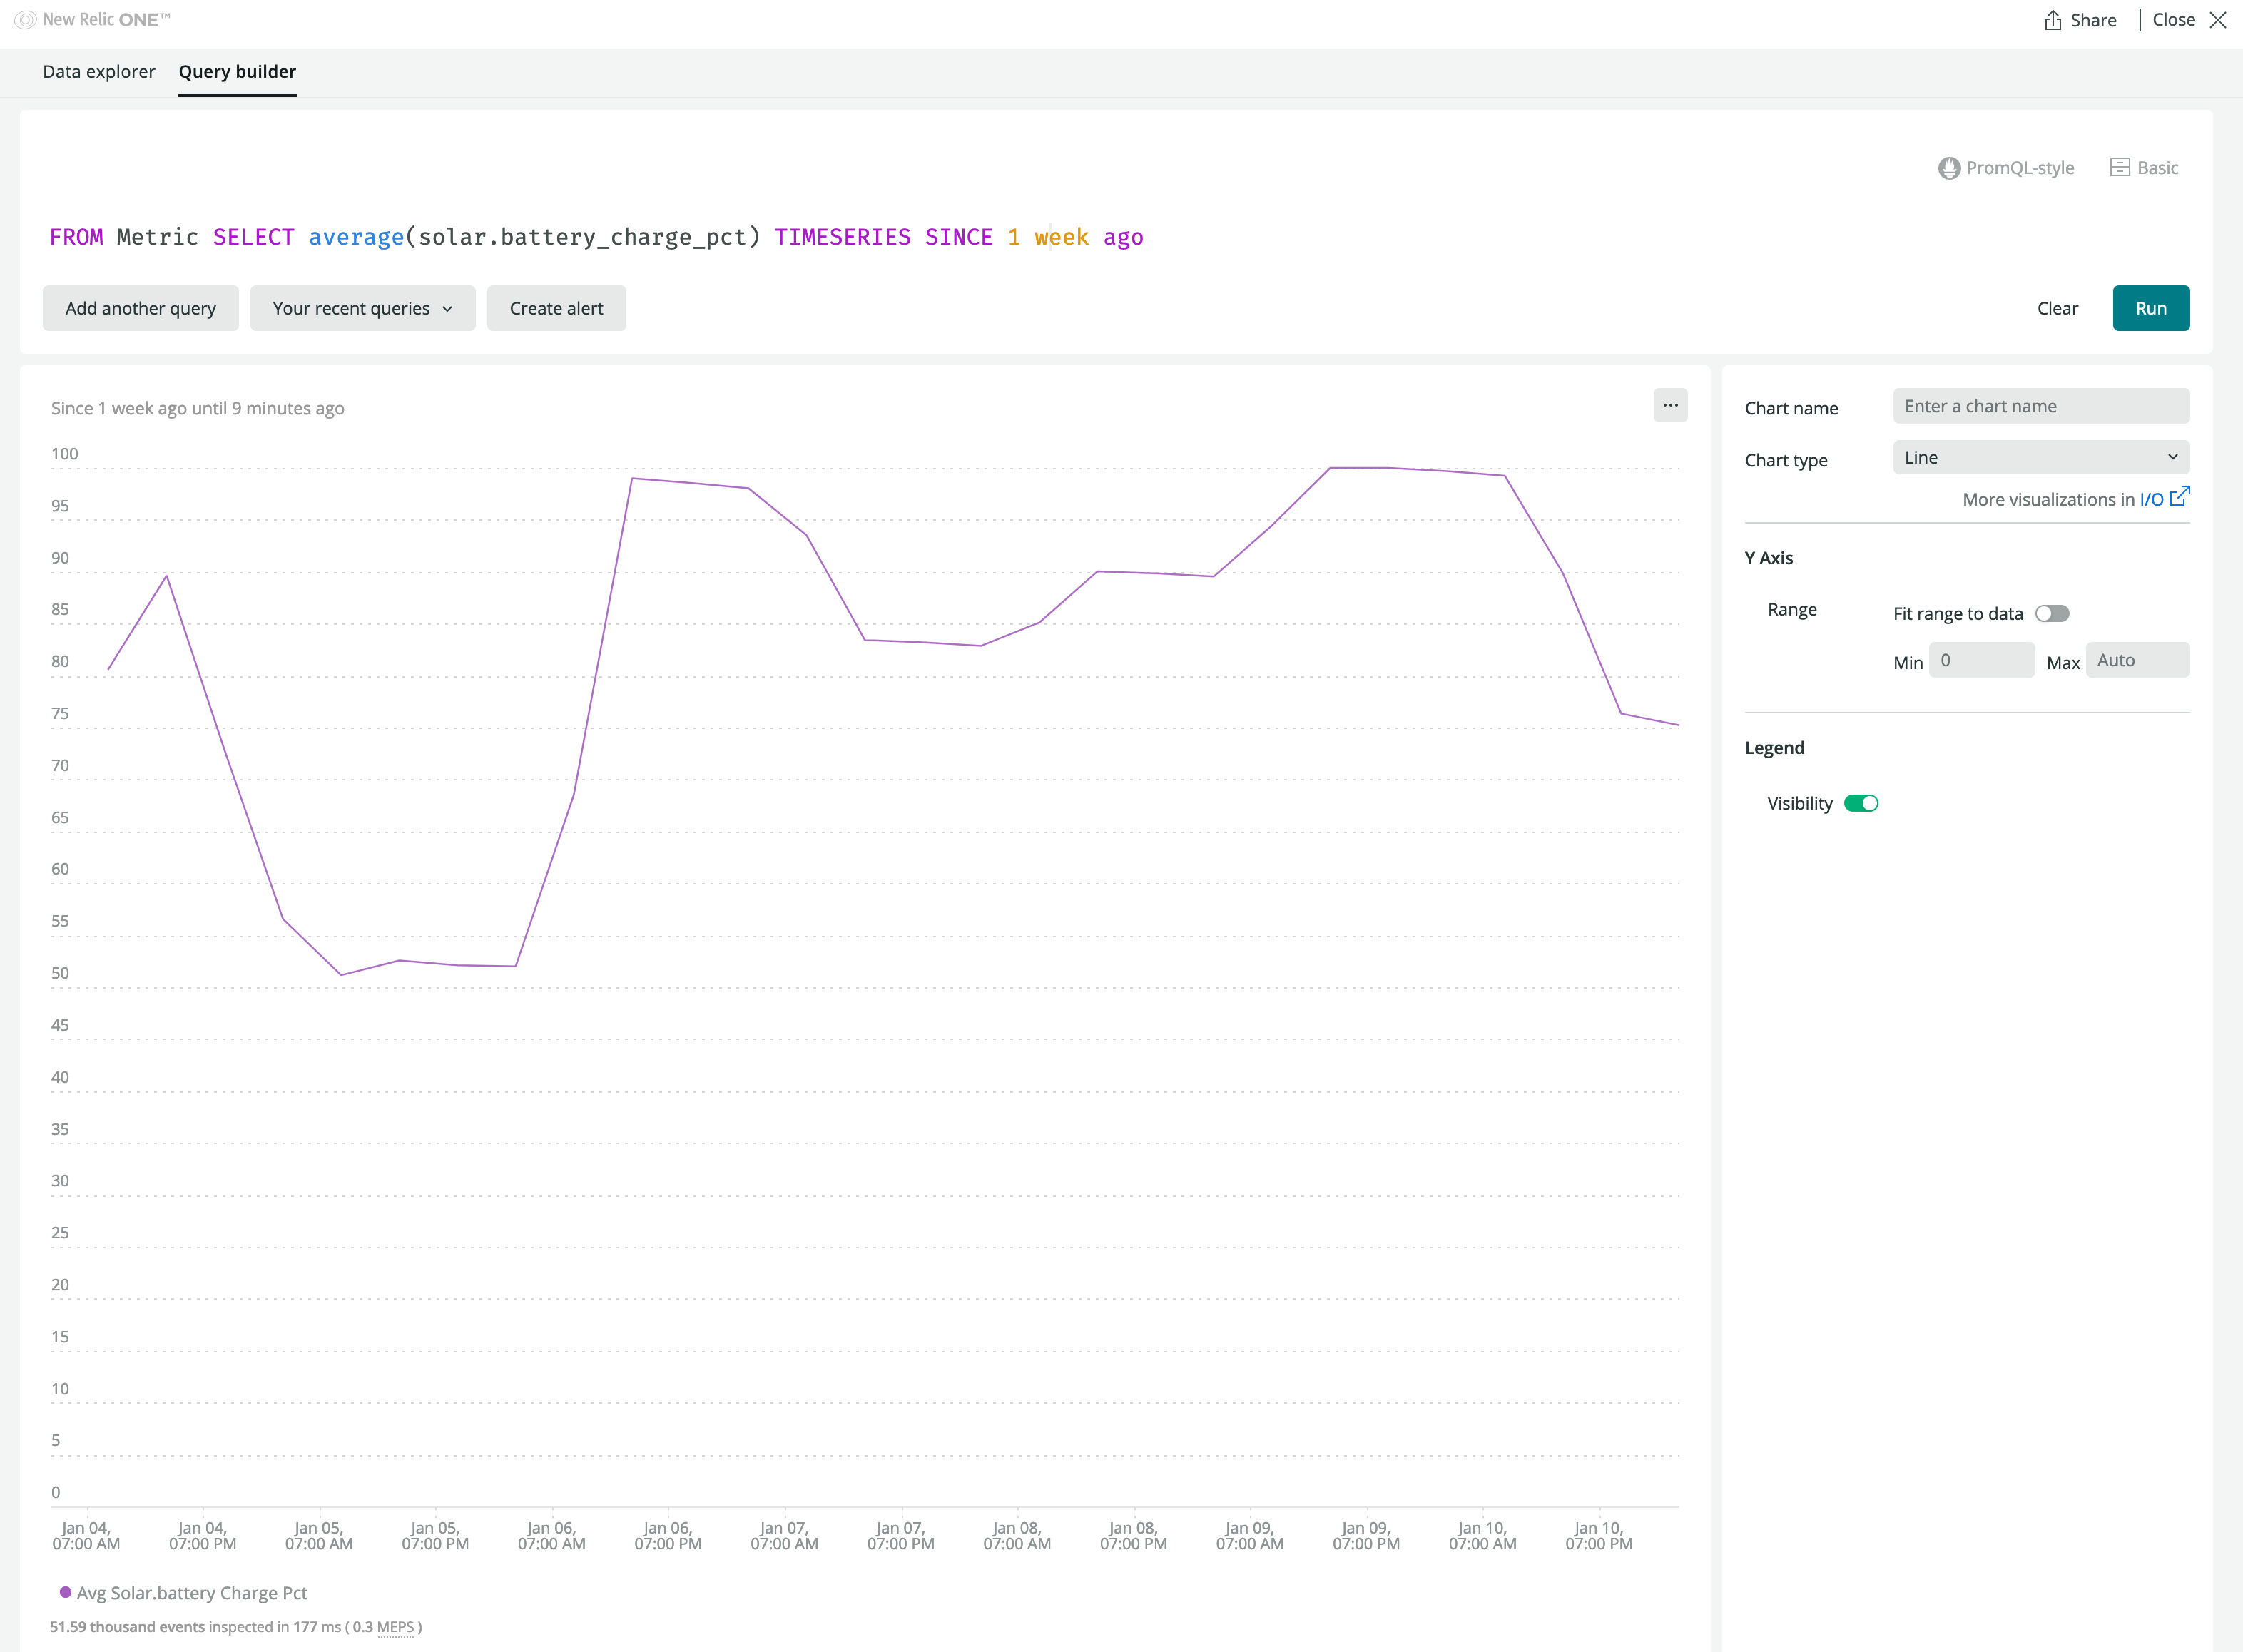 New Relic ONE™
Share
Close
Data explorer
Query builder
PromQL-style
Basic
FROM Metric SELECT average(solar.battery_charge_pct) TIMESERIES SINCE 1 week ago
Add another query
Your recent queries
Create alert
Clear
Run
Since 1 week ago until 9 minutes ago
...
100
95
90
85
80
75
70
65
60
55
50
45
40
35
30
25
20
15
10
5
0
Jan 04,
07:00 AM
Jan 04,
07:00 PM
Jan 05,
07:00 AM
Jan 05,
07:00 PM
Jan 06,
07:00 AM
Jan 06,
07:00 PM
Jan 07,
07:00 AM
Jan 07,
07:00 PM
Jan 08,
07:00 AM
Jan 08,
07:00 PM
Jan 09,
07:00 AM
Jan 09,
07:00 PM
Jan 10,
07:00 AM
Jan 10,
07:00 PM
Avg Solar.battery Charge Pct
51.59 thousand events inspected in 177 ms ( 0.3 MEPS )
Chart name
Enter a chart name
Chart type
Line
More visualizations in I/O
Y Axis
Range
Fit range to data
Min
0
Max
Auto
Legend
Visibility